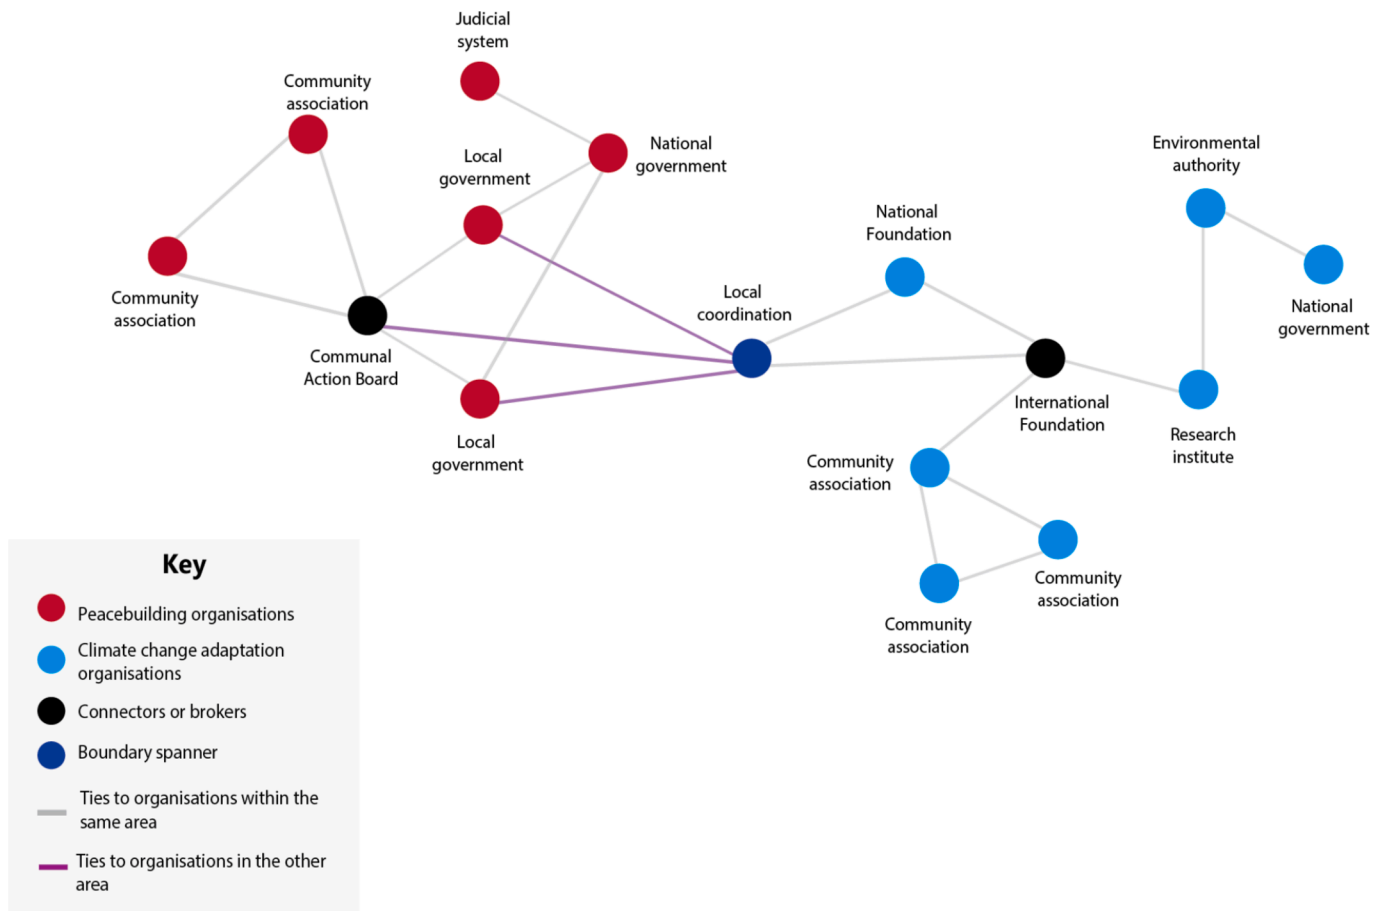 Judicial
system
Community
association
National
government
Local
government
Environmental
authority
National
Foundation
Community
association
Local
coordination
National
government
Communal
Action Board
International
Foundation
Local
government
Research
institute
Community
association
Community
association
Community
association
Key
Peacebuilding organisations
Climate change adaptation
organisations
Connectors or brokers
Boundary spanner
Ties to organisations within the
same area
Ties to organisations in the other
area